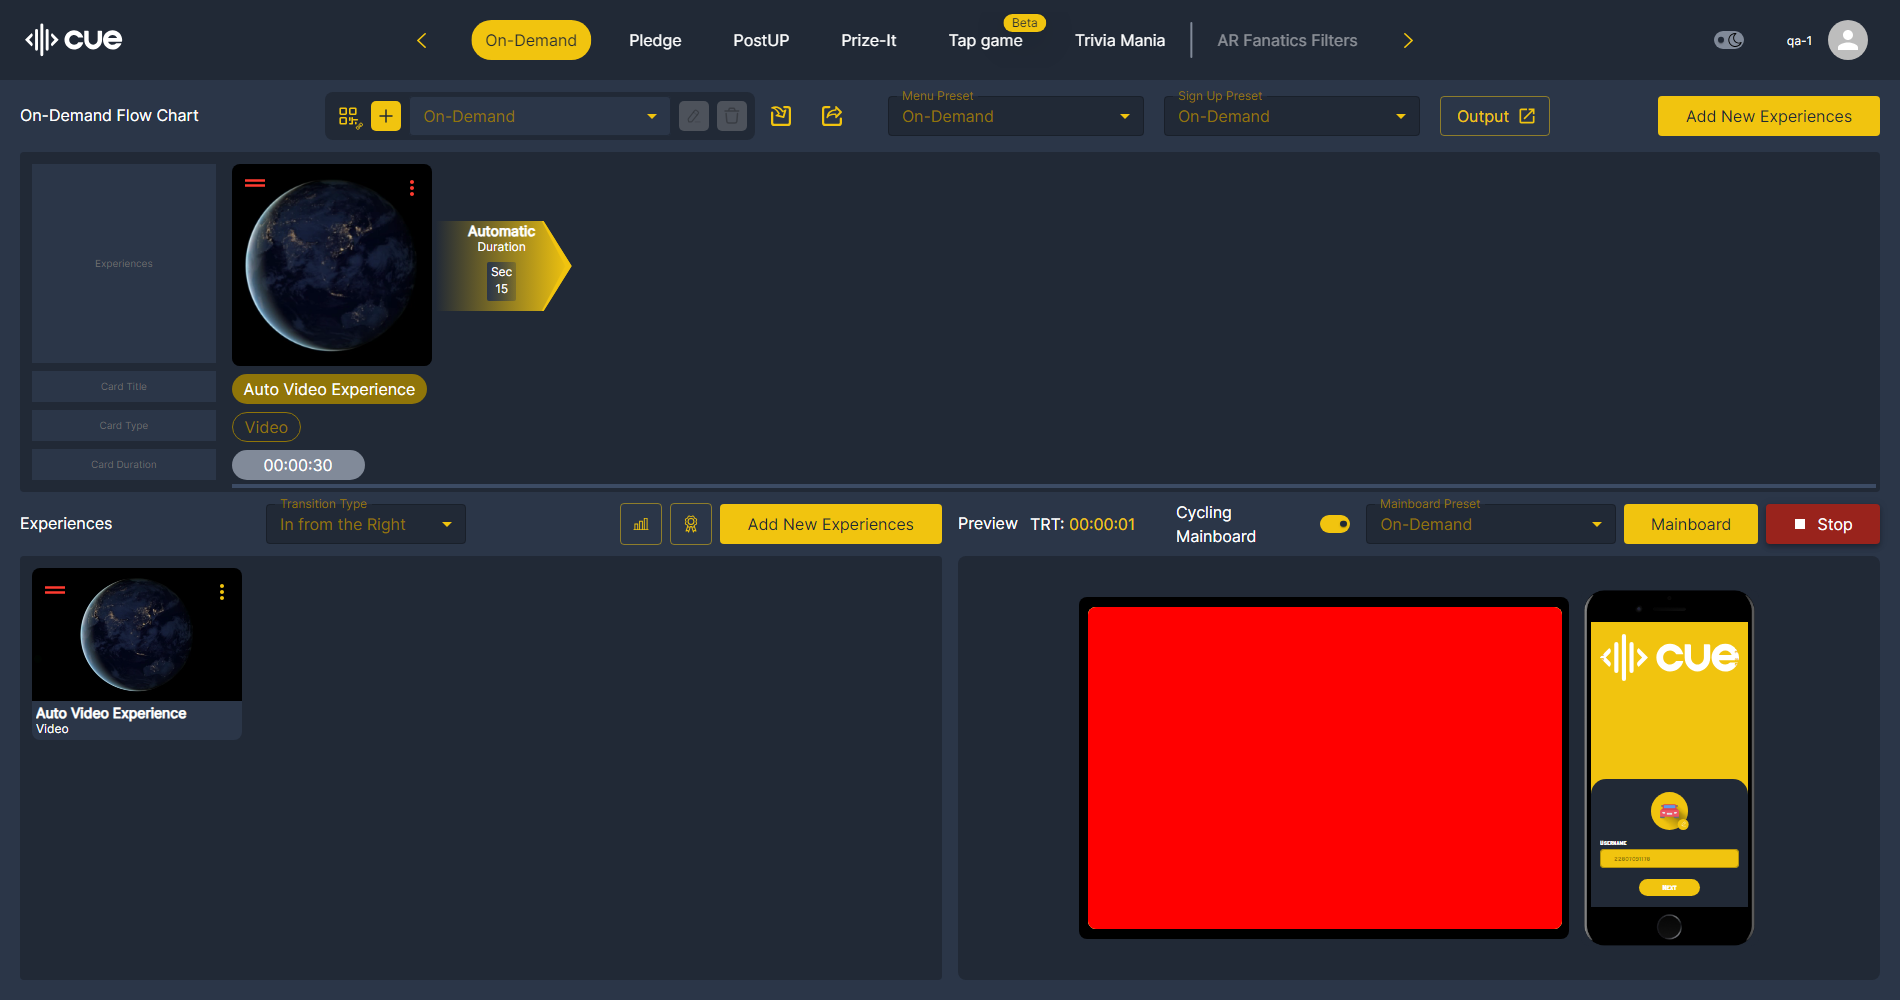 cue
On-Demand
Pledge
PostUP
Prize-It
Tap game
Beta
Trivia Mania
AR Fanatics Filters
qa-1
On-Demand Flow Chart
On-Demand
Menu Preset
On-Demand
Sign Up Preset
On-Demand
Output
Add New Experiences
Experiences
Automatic
Duration
Sec
15
Card Title
Auto Video Experience
Card Type
Video
Card Duration
00:00:30
Experiences
Transition Type
In from the Right
Add New Experiences
Preview
TRT: 00:00:01
Cycling
Mainboard
Mainboard Preset
On-Demand
Mainboard
Stop
Auto Video Experience
Video
cue
USERNAME
NEXT